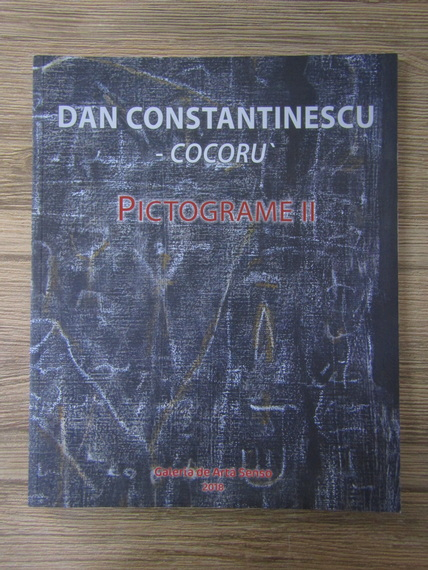 DAN CONSTANTINESCU
- COCORU`
PICTOGRAME II
Galeria de Artă Senso
2018